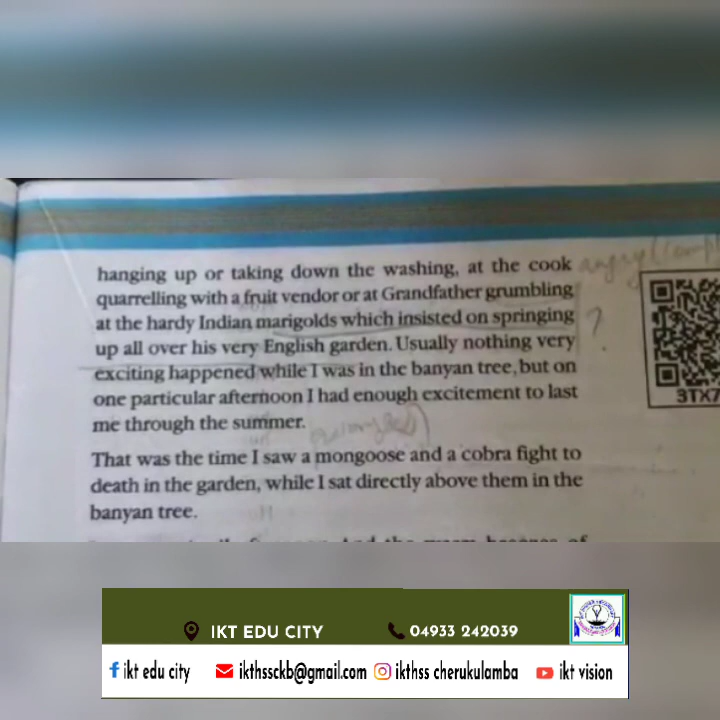 hanging up or taking down the washing, at the cook
quarrelling with a fruit vendor or at Grandfather grumbling
at the hardy Indian marigolds which insisted on springing
up all over his very English garden. Usually nothing very
exciting happened while I was in the banyan tree, but on
one particular afternoon I had enough excitement to last
me through the summer.
That was the time I saw a mongoose and a cobra fight to
death in the garden, while I sat directly above them in the
banyan tree.
angry
?
3TX7
IKT EDU CITY
04933 242039
f ikt edu city
ikthssckb@gmail.com
ikthss cherukulamba
ikt vision